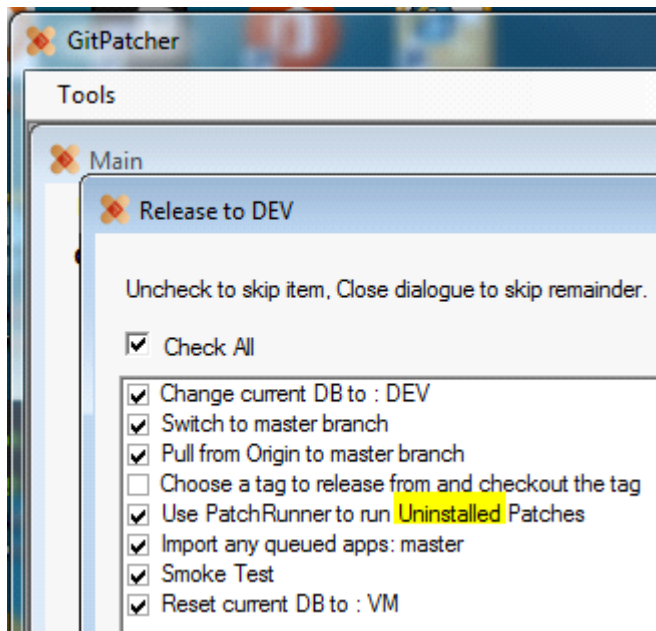 GitPatcher
Tools
Main
Release to DEV
Uncheck to skip item, Close dialogue to skip remainder.
Check All
Change current DB to : DEV
Switch to master branch
Pull from Origin to master branch
Choose a tag to release from and checkout the tag
Use PatchRunner to run Uninstalled Patches
Import any queued apps: master
Smoke Test
Reset current DB to : VM